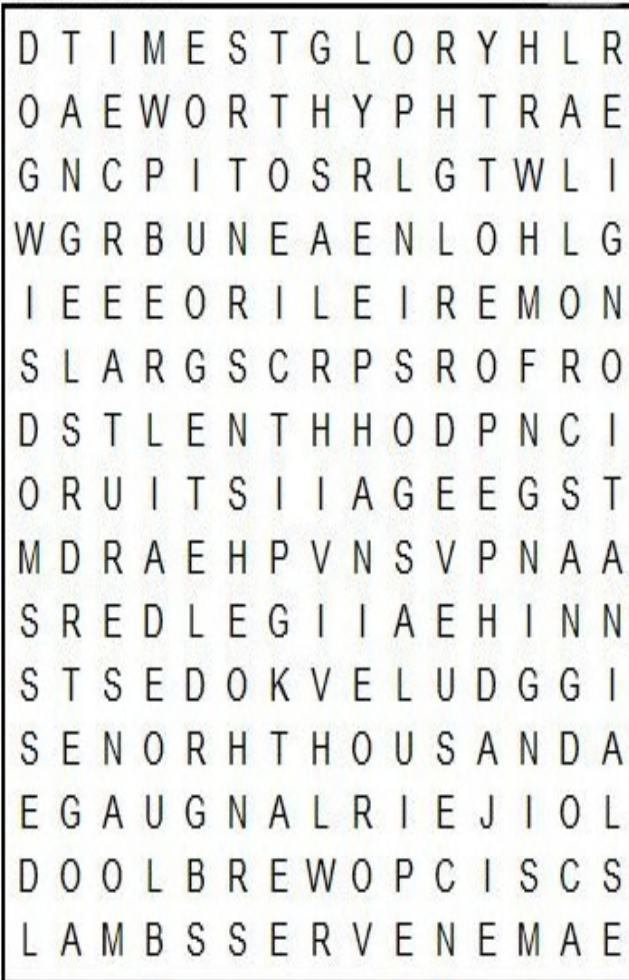 D T I M E S T G L O R Y H L R
O A E W O R T H Y P H T R A E
G N C P I T O S R L G T W L I
W G R B U N E A E N L O H L G
I E E E O R I L E I R E M O N
S L A R G S C R P S R O F R O
D S T L E N T H H O D P N C I
O R U I T S I I A G E E G S T
M D R A E H P V N S V P N A A
S R E D L E G I I A E H I N N
S T S E D O K V E L U D G G I
S E N O R H T H O U S A N D A
E G A U G N A L R I E J I O L
D O O L B R E W O P C I S C S
L A M B S S E R V E N E M A E